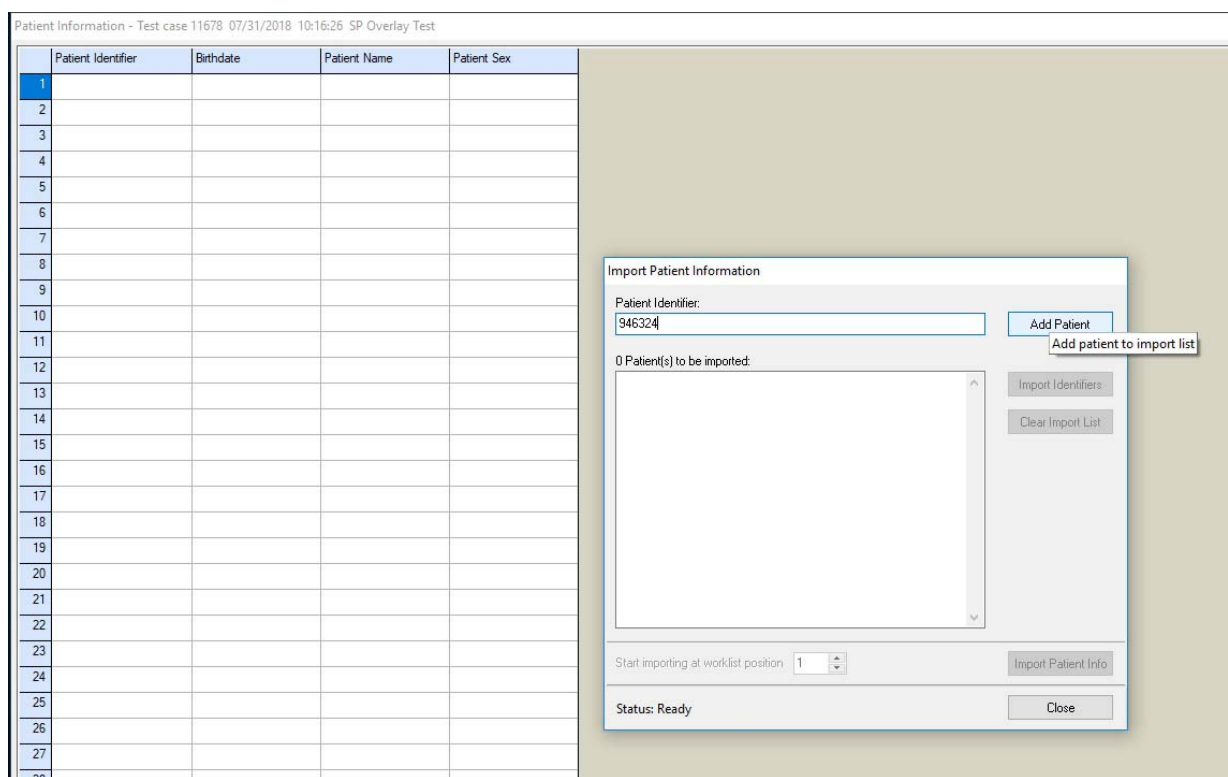 Patient Information - Test case 11678 07/31/2018 10:16:26 SP Overlay Test
Patient Identifier Birthdate Patient Name Patient Sex
1
2
3
4
5
6
7
8
9
10
11
12
13
14
15
16
17
18
19
20
21
22
23
24
25
26
27
28
Import Patient Information
Patient Identifier:
946324
Add Patient
Add patient to import list
0 Patient(s) to be imported:
Import Identifiers
Clear Import List
Start importing at worklist position 1
Import Patient Info
Status: Ready
Close